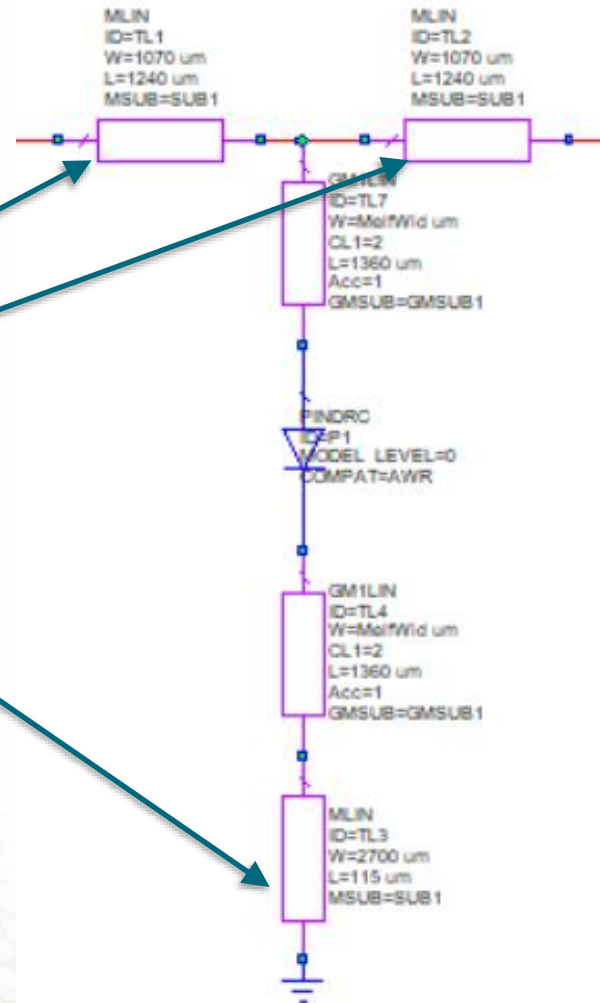 MLIN
ID=TL1
W=1070 um
L=1240 um
MSUB=SUB1
MLIN
ID=TL2
W=1070 um
L=1240 um
MSUB=SUB1
GM1LIN
ID=TL7
W=MelfWid um
CL1=2
L=1360 um
Acc=1
GMSUB=GMSUB1
PINDRC
ID=P1
MODEL LEVEL=0
COMPAT=AWR
GM1LIN
ID=TL4
W=MelfWid um
CL1=2
L=1360 um
Acc=1
GMSUB=GMSUB1
MLIN
ID=TL3
W=2700 um
L=115 um
MSUB=SUB1